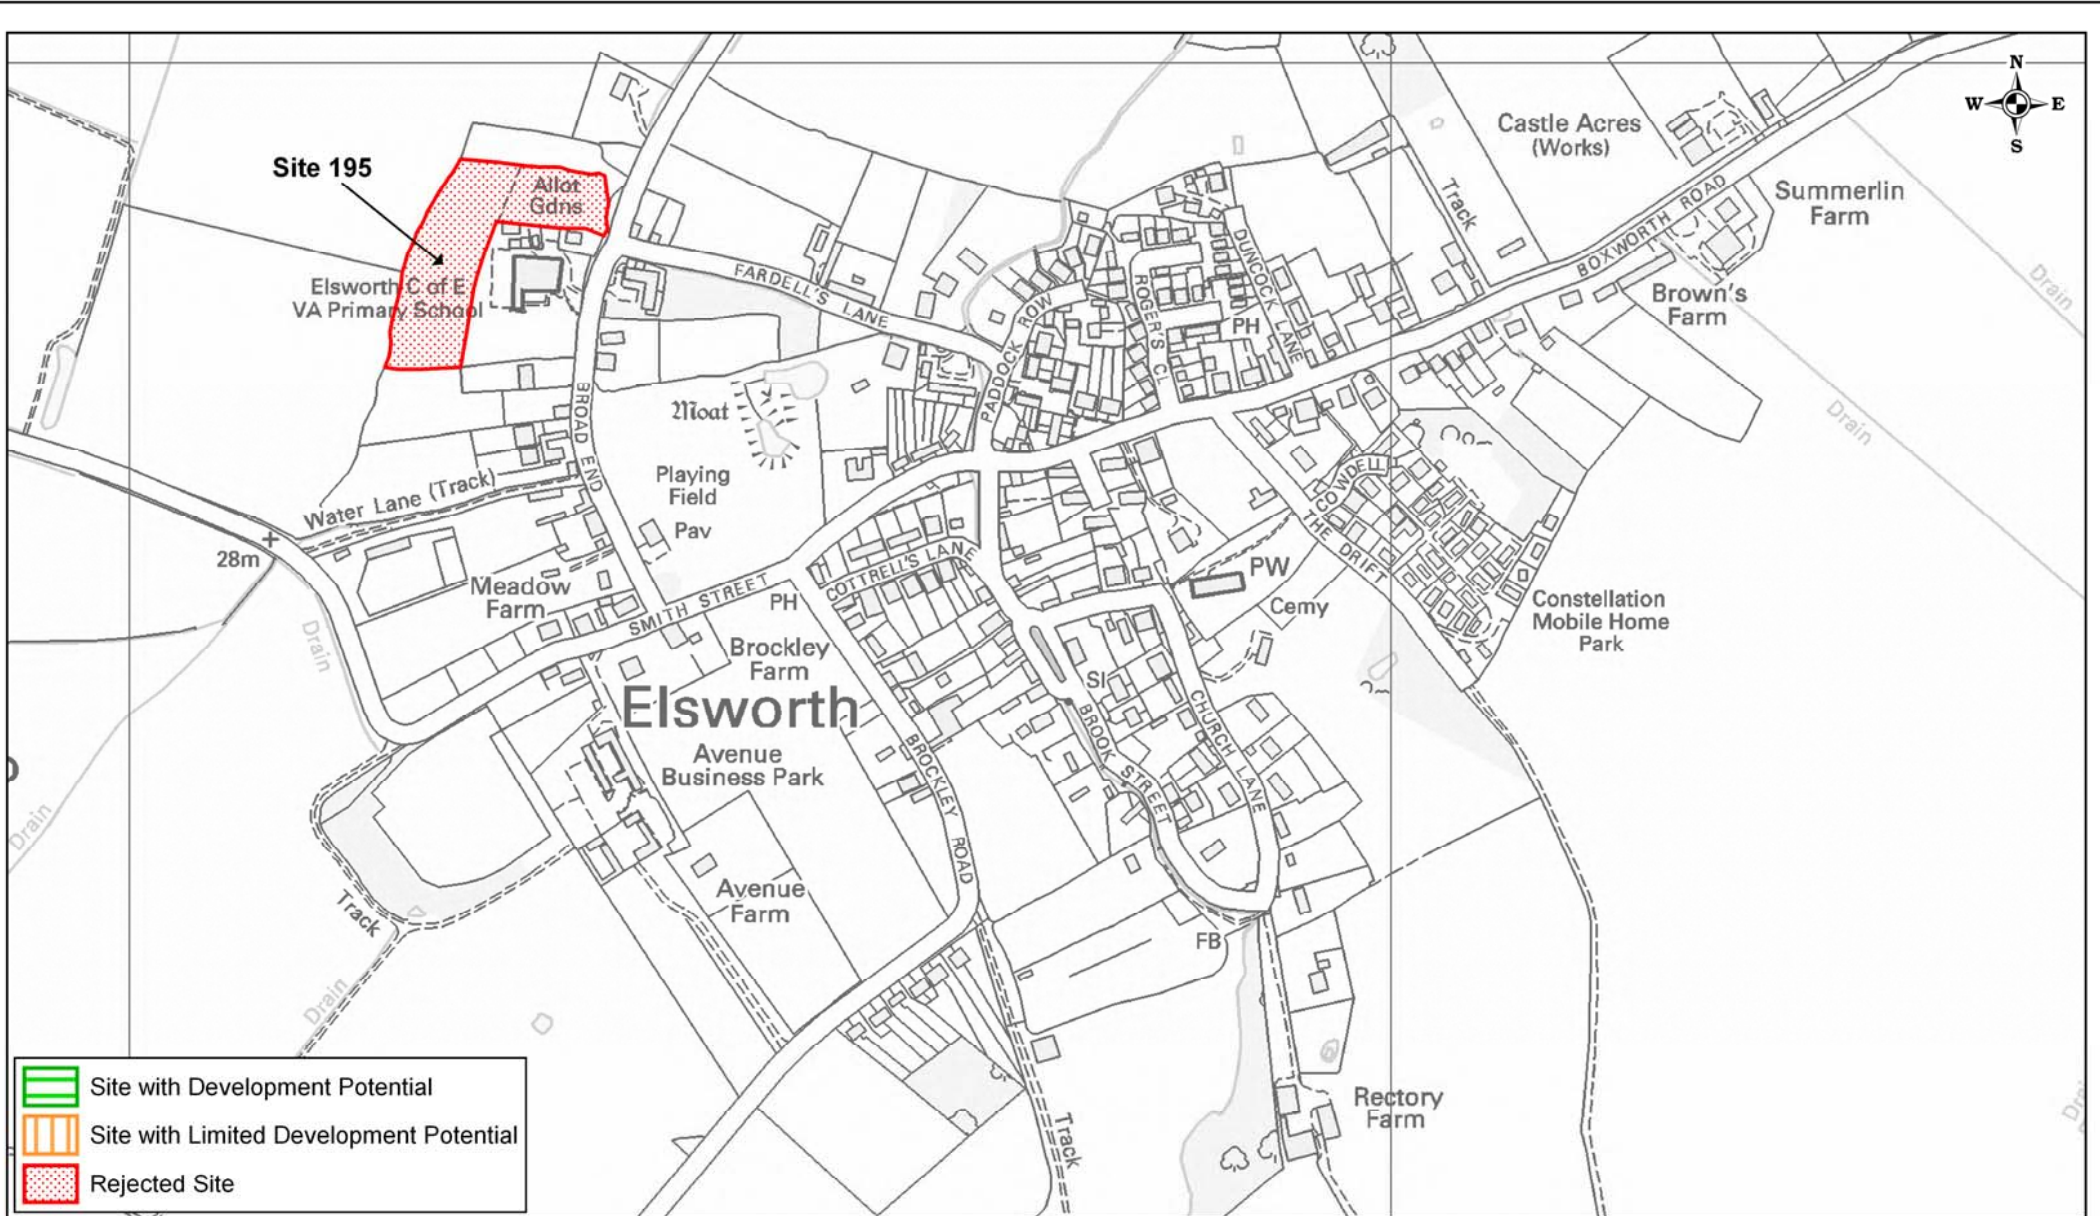 N
W E
S
Castle Acres
(Works)
Site 195
Allot
Gdns
Track
BOXWORTH ROAD
Summerlin
Farm
DUNCOCK LANE
Drain
FARDELL'S LANE
Elsworth C of E
VA Primary School
ROGER'S CL
PADDOCK ROW
PH
Brown's
Farm
BROAD END
Moat
Drain
Playing
Field
Water Lane (Track)
COWDELL
Pav
THE DRIFT
28m
COTTRELL'S LANE
PW
Meadow
Farm
SMITH STREET
PH
Cemy
Constellation
Mobile Home
Park
Drain
Brockley
Farm
SI
Elsworth
CHURCH LANE
BROOK STREET
Avenue
Business Park
BROCKLEY ROAD
Drain
Avenue
Farm
Track
FB
Drain
Rectory
Farm
Track
Site with Development Potential
Site with Limited Development Potential
Rejected Site